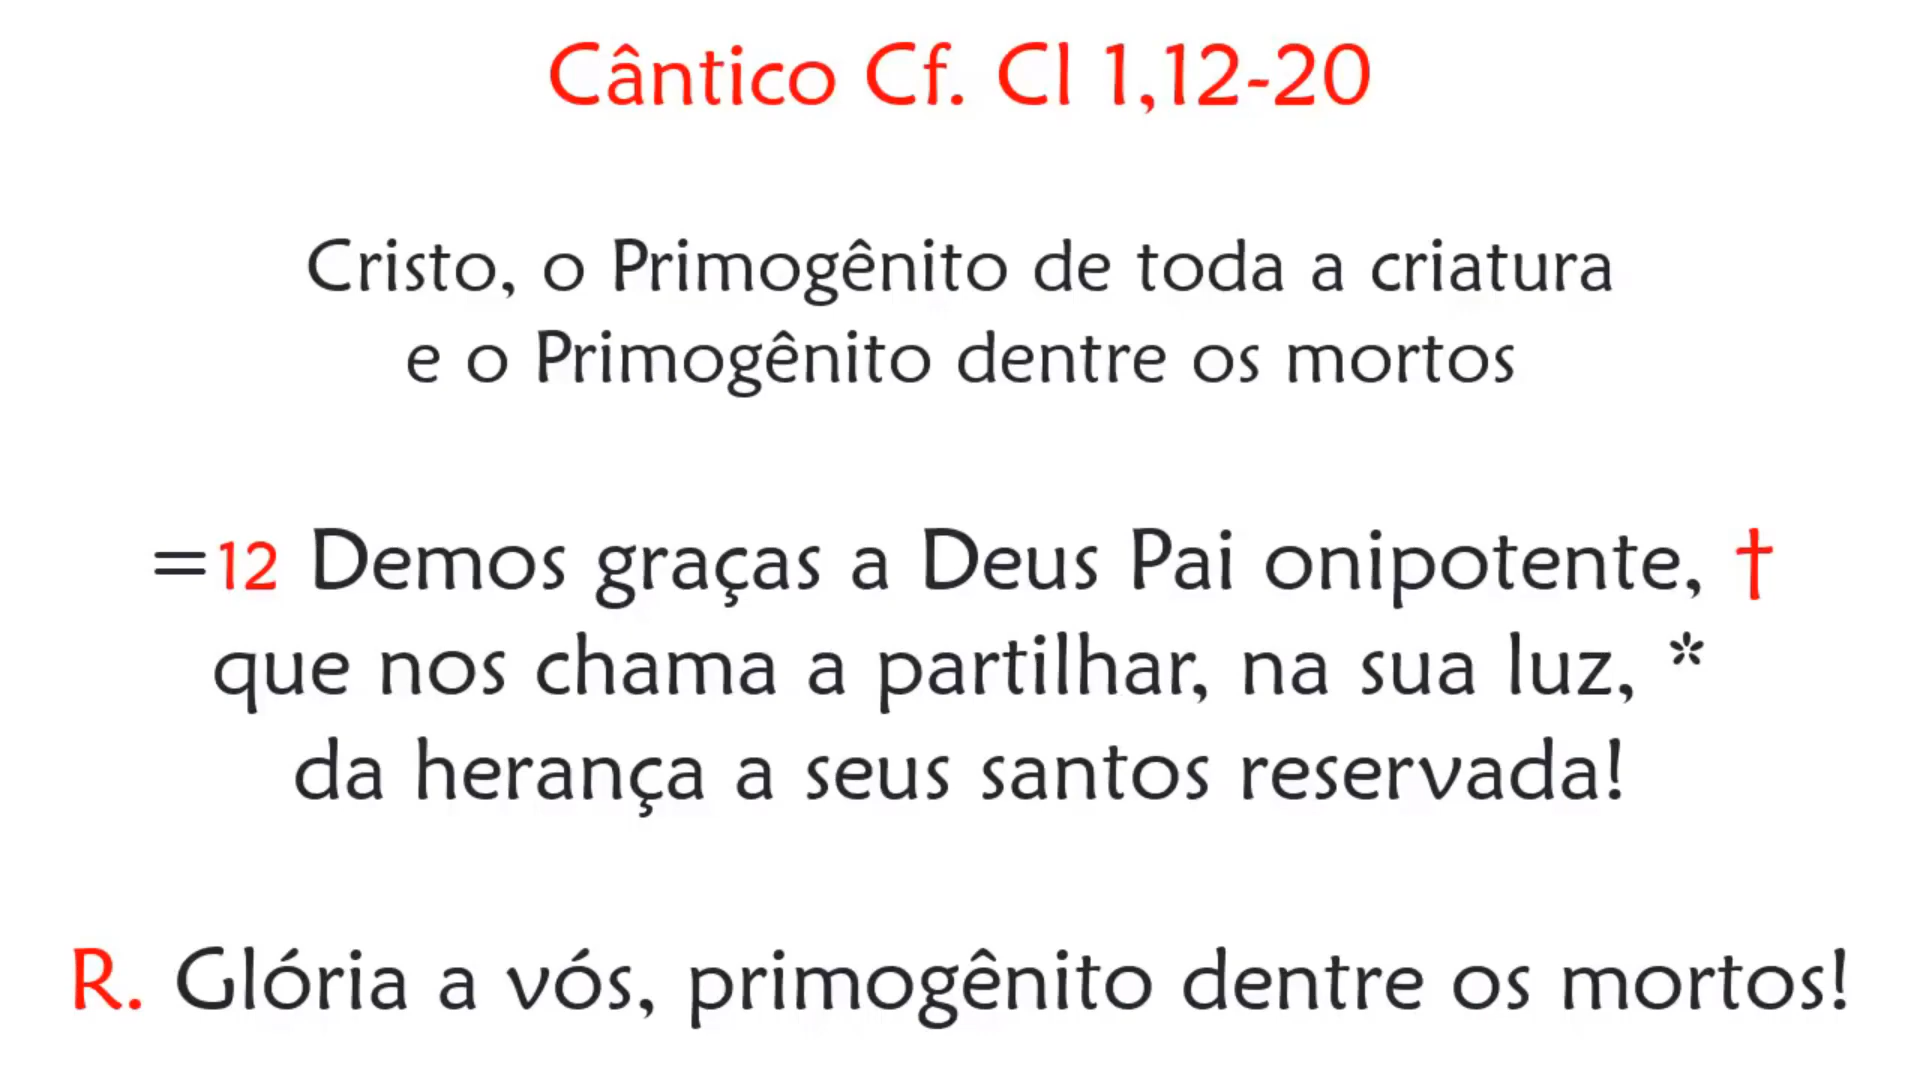 Cântico Cf. Cl 1,12-20
Cristo, o Primogênito de toda a criatura
e o Primogênito dentre os mortos
=12 Demos graças a Deus Pai onipotente, †
que nos chama a partilhar, na sua luz, *
da herança a seus santos reservada!
R. Glória a vós, primogênito dentre os mortos!